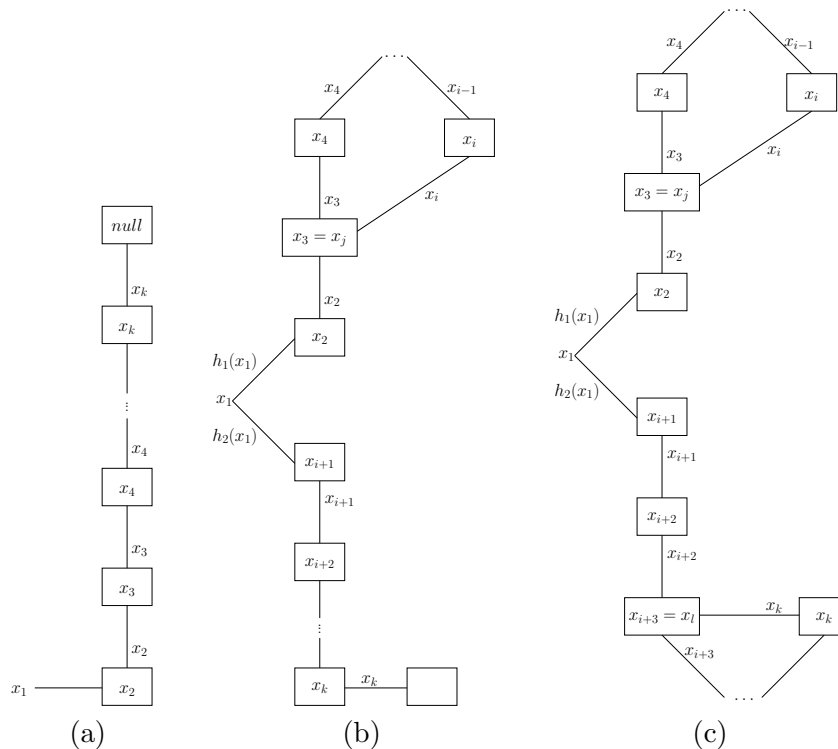 null
x_k
x_k
⋮
x_4
x_4
x_3
x_3
x_2
x_1
x_2
(a)
...
x_4
x_{i-1}
x_4
x_i
x_3
x_i
x_3 = x_j
x_2
x_2
h_1(x_1)
x_1
h_2(x_1)
x_{i+1}
x_{i+1}
x_{i+2}
⋮
x_k
x_k
(b)
...
x_4
x_{i-1}
x_4
x_i
x_3
x_i
x_3 = x_j
x_2
x_2
h_1(x_1)
x_1
h_2(x_1)
x_{i+1}
x_{i+1}
x_{i+2}
x_{i+2}
x_{i+3} = x_l
x_k
x_k
x_{i+3}
...
(c)